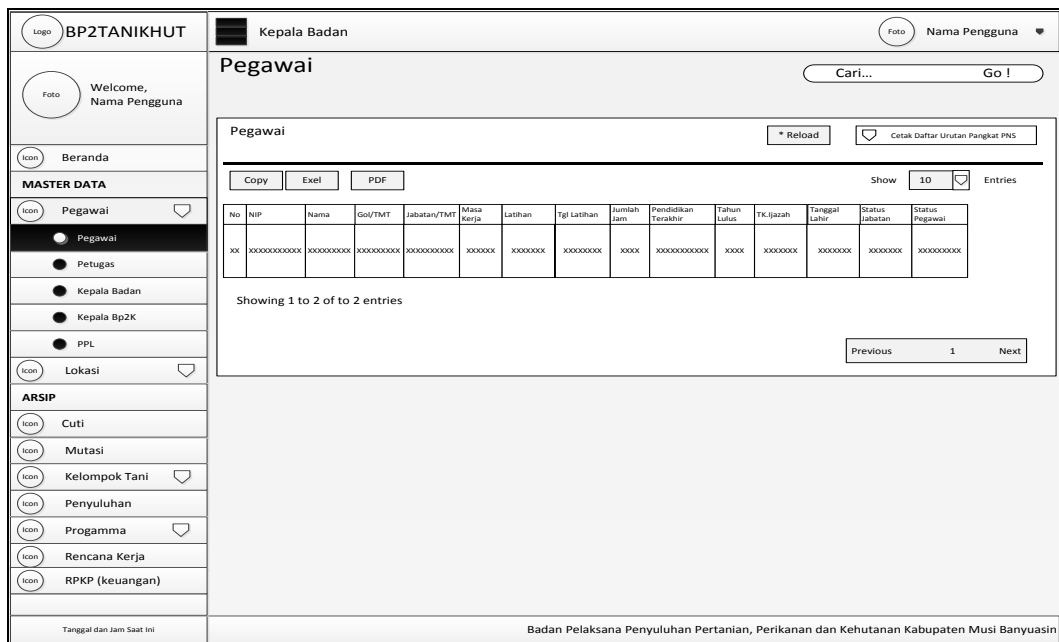 Logo BP2TANIKHUT
Kepala Badan
Foto Nama Pengguna
Foto
Welcome,
Nama Pengguna
Icon Beranda
MASTER DATA
Icon Pegawai
Pegawai
Petugas
Kepala Badan
Kepala Bp2K
PPL
Icon Lokasi
ARSIP
Icon Cuti
Icon Mutasi
Icon Kelompok Tani
Icon Penyuluhan
Icon Progamma
Icon Rencana Kerja
Icon RPKP (keuangan)
Tanggal dan Jam Saat Ini
Pegawai
Cari... Go !
Pegawai
* Reload
Cetak Daftar Urutan Pangkat PNS
Copy Exel PDF
Show 10 Entries
No NIP Nama Gol/TMT Jabatan/TMT Masa Kerja Latihan Tgl Latihan Jumlah Jam Pendidikan Terakhir Tahun Lulus TK.Ijazah Tanggal Lahir Status Jabatan Status Pegawai
xx xxxxxxxxxx xxxxxxxxx xxxxxxxxx xxxxxxxxxx xxxxxx xxxxxxx xxxxxxxx xxxx xxxxxxxxxxx xxxx xxxxxxx xxxxxxx xxxxxxx xxxxxxxxx
Showing 1 to 2 of to 2 entries
Previous 1 Next
Badan Pelaksana Penyuluhan Pertanian, Perikanan dan Kehutanan Kabupaten Musi Banyuasin